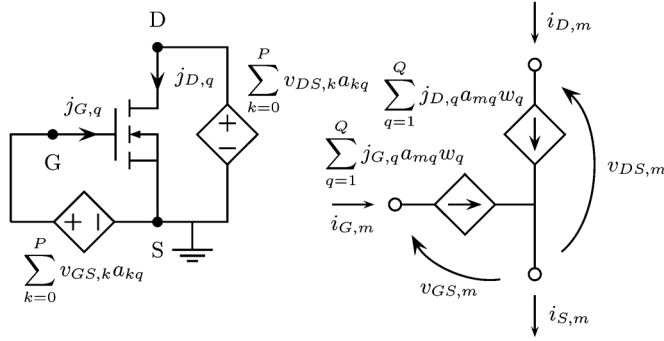 D
j_{D,q}
\sum_{k=0}^{P} v_{DS,k} a_{kq}
j_{G,q}
G
+
−
+ −
S
\sum_{k=0}^{P} v_{GS,k} a_{kq}
i_{D,m}
\sum_{q=1}^{Q} j_{D,q} a_{mq} w_q
\sum_{q=1}^{Q} j_{G,q} a_{mq} w_q
v_{DS,m}
i_{G,m}
v_{GS,m}
i_{S,m}